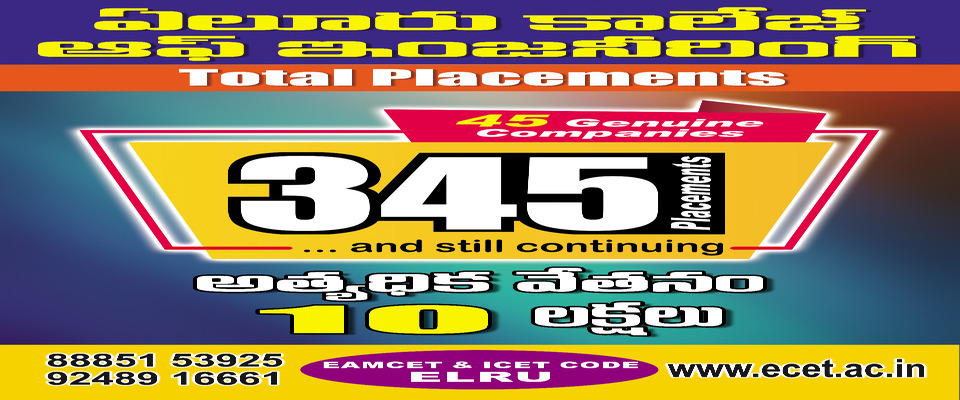 ఏలూరు కాలేజ్
ఆఫ్ ఇంజనీరింగ్
Total Placements
45 Genuine
Companies
345 Placements
... and still continuing
అత్యధిక వేతనం
10 లక్షలు
88851 53925
92489 16661
EAMCET & ICET CODE
ELRU
www.ecet.ac.in